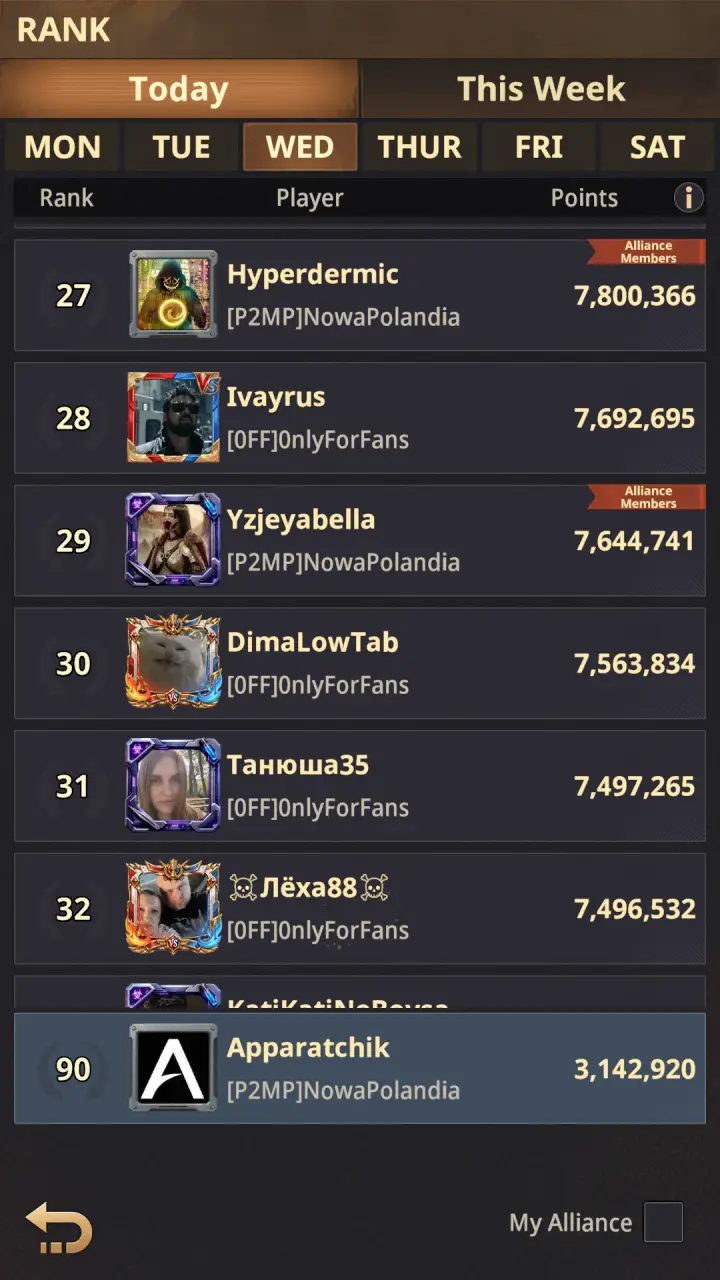 RANK
Today
This Week
MON
TUE
WED
THUR
FRI
SAT
Rank
Player
Points
Alliance
Members
27
Hyperdermic
[P2MP]NowaPolandia
7,800,366
28
VS
Ivayrus
[0FF]0nlyForFans
7,692,695
Alliance
Members
29
Yzjeyabella
[P2MP]NowaPolandia
7,644,741
30
VS
DimaLowTab
[0FF]0nlyForFans
7,563,834
31
Танюша35
[0FF]0nlyForFans
7,497,265
32
VS
☠Лёха88☠
[0FF]0nlyForFans
7,496,532
90
Apparatchik
[P2MP]NowaPolandia
3,142,920
My Alliance